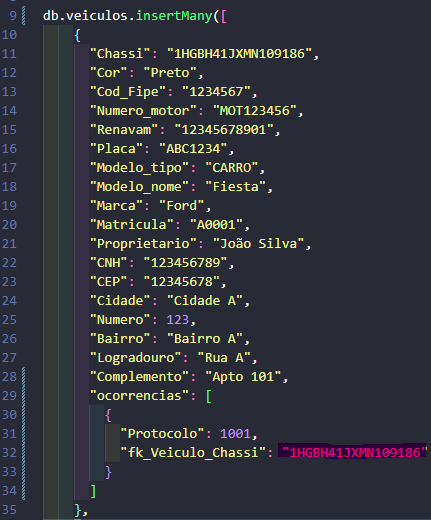 9 db.veiculos.insertMany([
10 {
11 "Chassi": "1HGBH41JXMN109186",
12 "Cor": "Preto",
13 "Cod_Fipe": "1234567",
14 "Numero_motor": "MOT123456",
15 "Renavam": "12345678901",
16 "Placa": "ABC1234",
17 "Modelo_tipo": "CARRO",
18 "Modelo_nome": "Fiesta",
19 "Marca": "Ford",
20 "Matricula": "A0001",
21 "Proprietario": "João Silva",
22 "CNH": "123456789",
23 "CEP": "12345678",
24 "Cidade": "Cidade A",
25 "Numero": 123,
26 "Bairro": "Bairro A",
27 "Logradouro": "Rua A",
28 "Complemento": "Apto 101",
29 "ocorrencias": [
30 {
31 "Protocolo": 1001,
32 "fk_Veiculo_Chassi": "1HGBH41JXMN109186"
33 }
34 ]
35 },